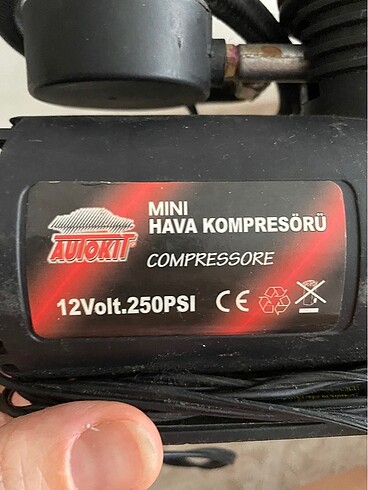 MINI
HAVA KOMPRESÖRÜ
AUTOKIT
COMPRESSORE
12Volt.250PSI CE